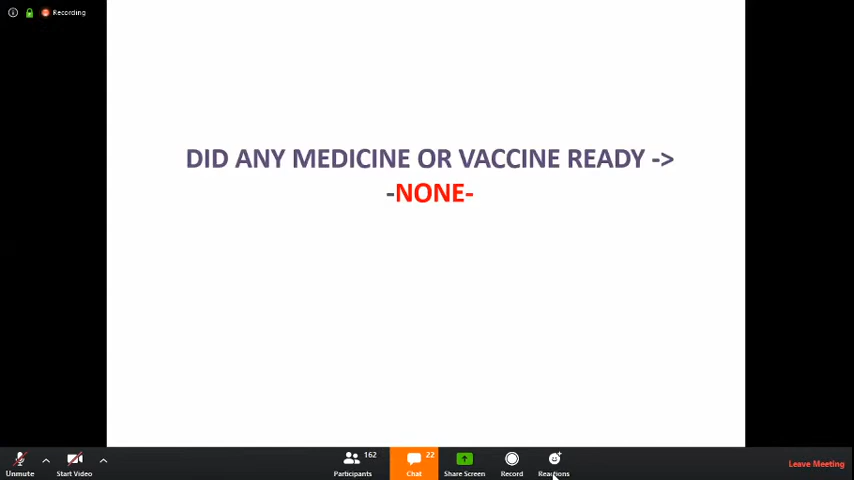 Recording
DID ANY MEDICINE OR VACCINE READY ->
-NONE-
Unmute
Start Video
162
Participants
22
Chat
Share Screen
Record
Reactions
Leave Meeting